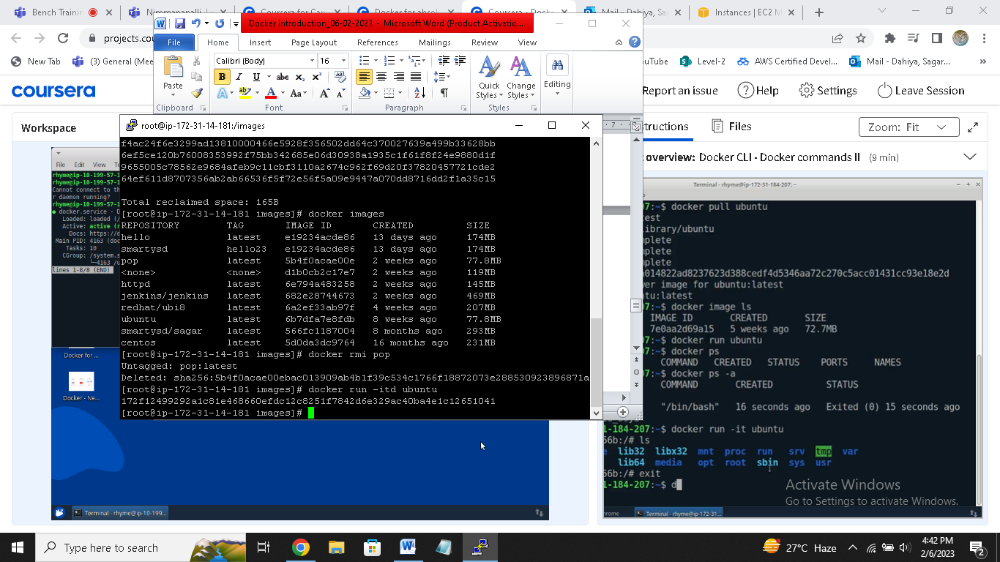 Bench Training
Nimmanapalli, L
Coursera for Car
Docker for absolu
Coursera - Docke
Mail - Dahiya, Sa
Instances | EC2 M
Docker introduction_06-02-2023 - Microsoft Word (Product Activatio...
projects.cou
File
Home
Insert
Page Layout
References
Mailings
Review
View
New Tab
(3) General (Mee
YouTube
Level-2
AWS Certified Devel...
Mail - Dahiya, Sagar...
Paste
Calibri (Body)
16
Quick Styles
Change Styles
Editing
Clipboard
Font
Paragraph
Styles
coursera
Report an issue
Help
Settings
Leave Session
Workspace
structions
Files
Zoom: Fit
t overview: Docker CLI - Docker commands II (9 min)
File Edit View T
rhyme@ip-10-199-57-1
rhyme@ip-10-199-57-1
Cannot connect to th
r daemon running?
rhyme@ip-10-199-57-1
● docker.service - D
Loaded: loaded (/
Active: active (r
Docs: https://d
Main PID: 4163 (doc
Tasks: 10
CGroup: /system.s
└─4163 /u
lines 1-8/8 (END)
Docker for ...
Docker - Ne...
root@ip-172-31-14-181:/images
f4ac24f6e3299ad13810000466e5928f356502dd64c370027639a499b33628bb
6ef5ce120b76008353992f75bb342685e06d30938a1935c1f61f8f24e9880d1f
9655005c78562e9684afeb9c11cbf3110a2674c962f69d20f37820457721cde2
64ef611d8707356ab2ab66536f5f72e56f5a09e9447a070dd8716dd2f1a35c15
Total reclaimed space: 165B
[root@ip-172-31-14-181 images]# docker images
REPOSITORY TAG IMAGE ID CREATED SIZE
hello latest e19234acde86 13 days ago 174MB
smartysd hello23 e19234acde86 13 days ago 174MB
pop latest 5b4f0acae00e 2 weeks ago 77.8MB
<none> <none> d1b0cb2c17e7 2 weeks ago 119MB
httpd latest 6e794a483258 2 weeks ago 145MB
jenkins/jenkins latest 682e28744673 2 weeks ago 469MB
redhat/ubi8 latest 6a2ef33ab97f 4 weeks ago 207MB
ubuntu latest 6b7dfa7e8fdb 8 weeks ago 77.8MB
smartysd/sagar latest 566fc1187004 8 months ago 293MB
centos latest 5d0da3dc9764 16 months ago 231MB
[root@ip-172-31-14-181 images]# docker rmi pop
Untagged: pop:latest
Deleted: sha256:5b4f0acae00ebac013909ab4b1f39c534c1766f18872073e288530923896871a
[root@ip-172-31-14-181 images]# docker run -itd ubuntu
172f12499292a1c81e468660efdc12c8251f7842d6e329ac40ba4e1c12651041
[root@ip-172-31-14-181 images]#
Terminal - rhyme@ip-172-31-184-207: ~
07:~$ docker pull ubuntu
test
library/ubuntu
mplete
mplete
mplete
a014822ad8237623d388cedf4d5346aa72c270c5acc01431cc93e18e2d
wer image for ubuntu:latest
ntu:latest
07:~$ docker image ls
IMAGE ID CREATED SIZE
7e0aa2d69a15 5 weeks ago 72.7MB
07:~$ docker run ubuntu
07:~$ docker ps
COMMAND CREATED STATUS PORTS NAMES
07:~$ docker ps -a
COMMAND CREATED STATUS
"/bin/bash" 16 seconds ago Exited (0) 15 seconds ago
1-184-207:~$ docker run -it ubuntu
56b:/# ls
e lib32 libx32 mnt proc run srv tmp var
lib64 media opt root sbin sys usr
56b:/# exit
1-184-207:~$ d
Activate Windows
Go to Settings to activate Windows.
Terminal - rhyme@ip-10-199...
hrome
Terminal - rhyme@ip-172-31...
Type here to search
27°C Haze
4:42 PM
2/6/2023
2